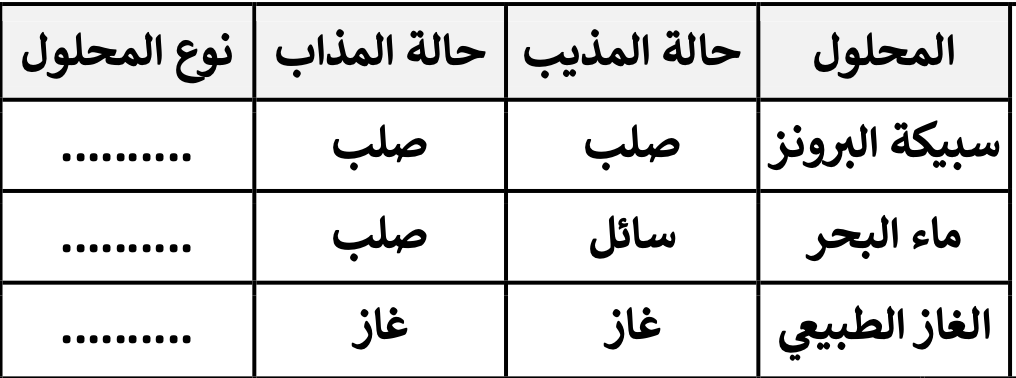 المحلول حالة المذيب حالة المذاب نوع المحلول
سبيكة البرونز صلب صلب ..........
ماء البحر سائل صلب ..........
الغاز الطبيعي غاز غاز ..........